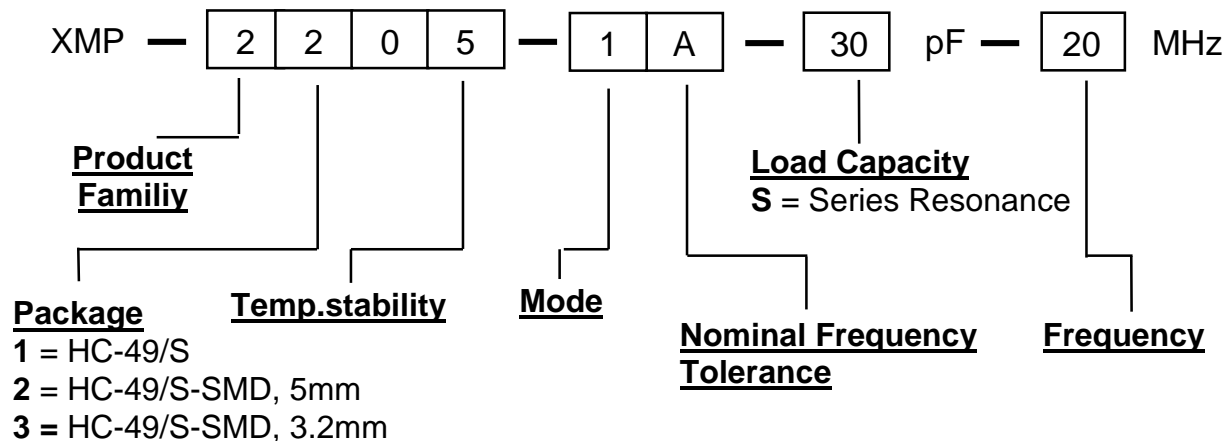 XMP — 2 2 0 5 — 1 A — 30 pF — 20 MHz
Product
Familiy
Load Capacity
S = Series Resonance
Package
1 = HC-49/S
2 = HC-49/S-SMD, 5mm
3 = HC-49/S-SMD, 3.2mm
Temp.stability
Mode
Nominal Frequency
Tolerance
Frequency